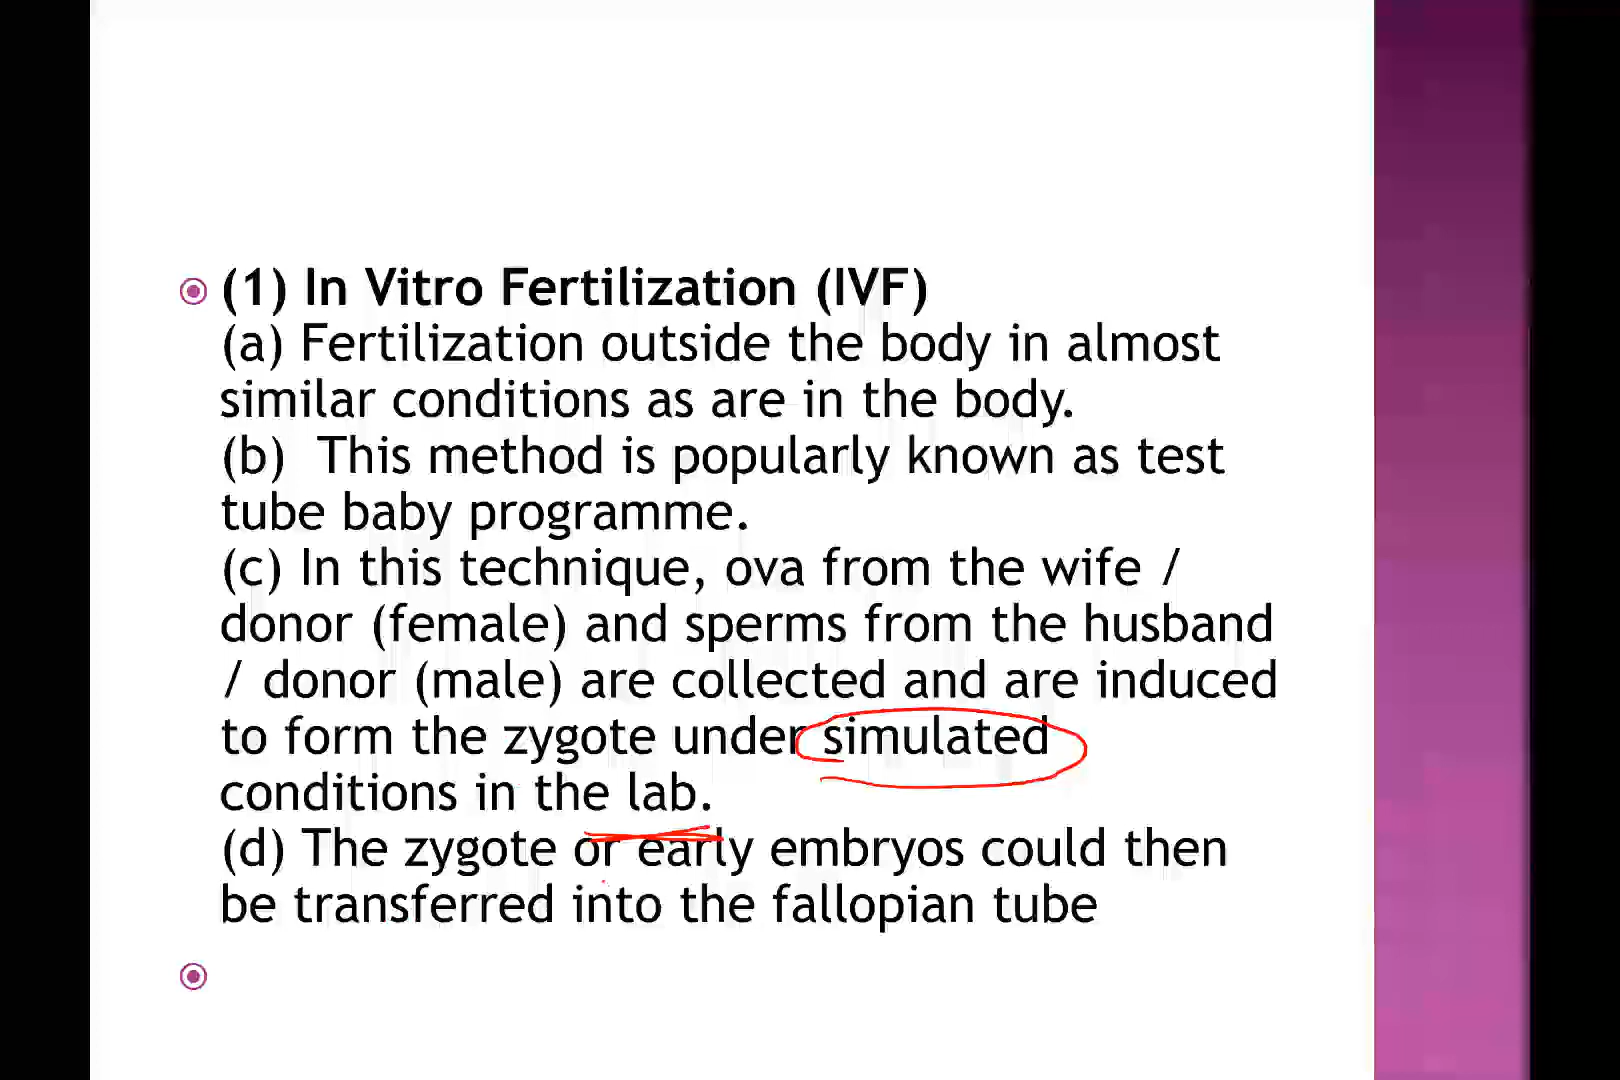 (1) In Vitro Fertilization (IVF)
(a) Fertilization outside the body in almost
similar conditions as are in the body.
(b) This method is popularly known as test
tube baby programme.
(c) In this technique, ova from the wife /
donor (female) and sperms from the husband
/ donor (male) are collected and are induced
to form the zygote under simulated
conditions in the lab.
(d) The zygote or early embryos could then
be transferred into the fallopian tube